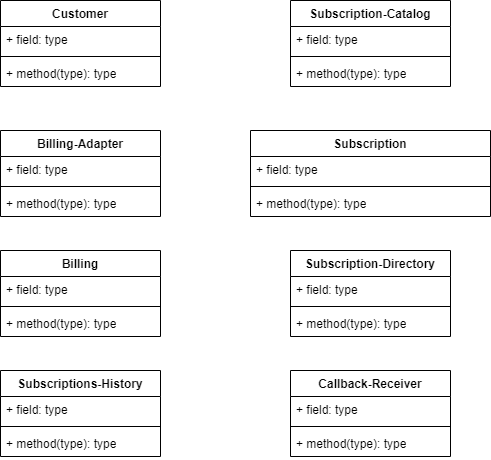 Customer
+ field: type
+ method(type): type
Subscription-Catalog
+ field: type
+ method(type): type
Billing-Adapter
+ field: type
+ method(type): type
Subscription
+ field: type
+ method(type): type
Billing
+ field: type
+ method(type): type
Subscription-Directory
+ field: type
+ method(type): type
Subscriptions-History
+ field: type
+ method(type): type
Callback-Receiver
+ field: type
+ method(type): type